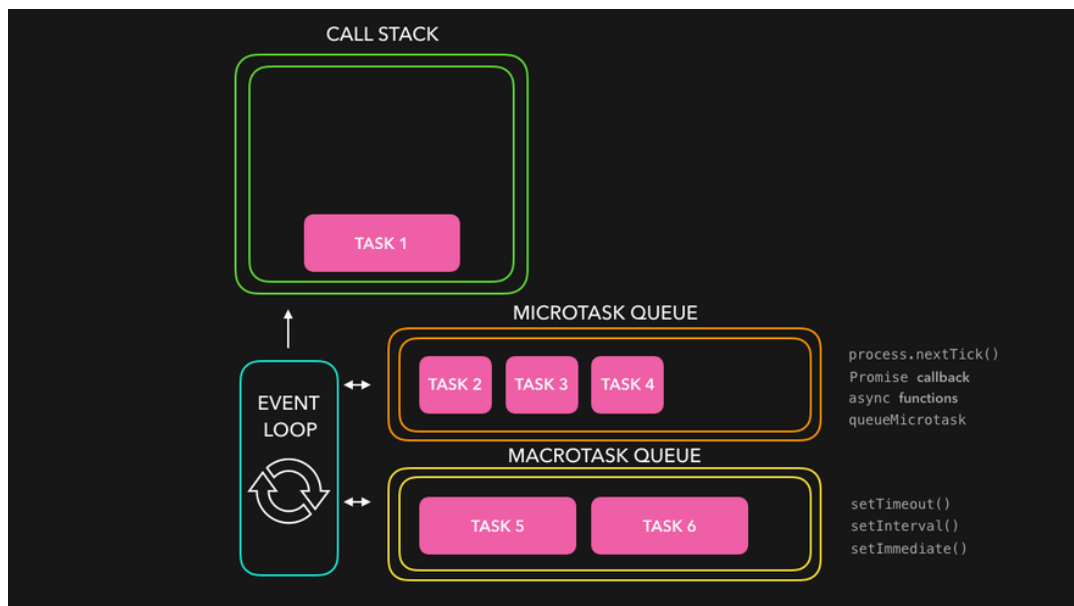 CALL STACK
TASK 1
MICROTASK QUEUE
TASK 2 TASK 3 TASK 4
process.nextTick()
Promise callback
async functions
queueMicrotask
EVENT
LOOP
MACROTASK QUEUE
TASK 5 TASK 6
setTimeout()
setInterval()
setImmediate()